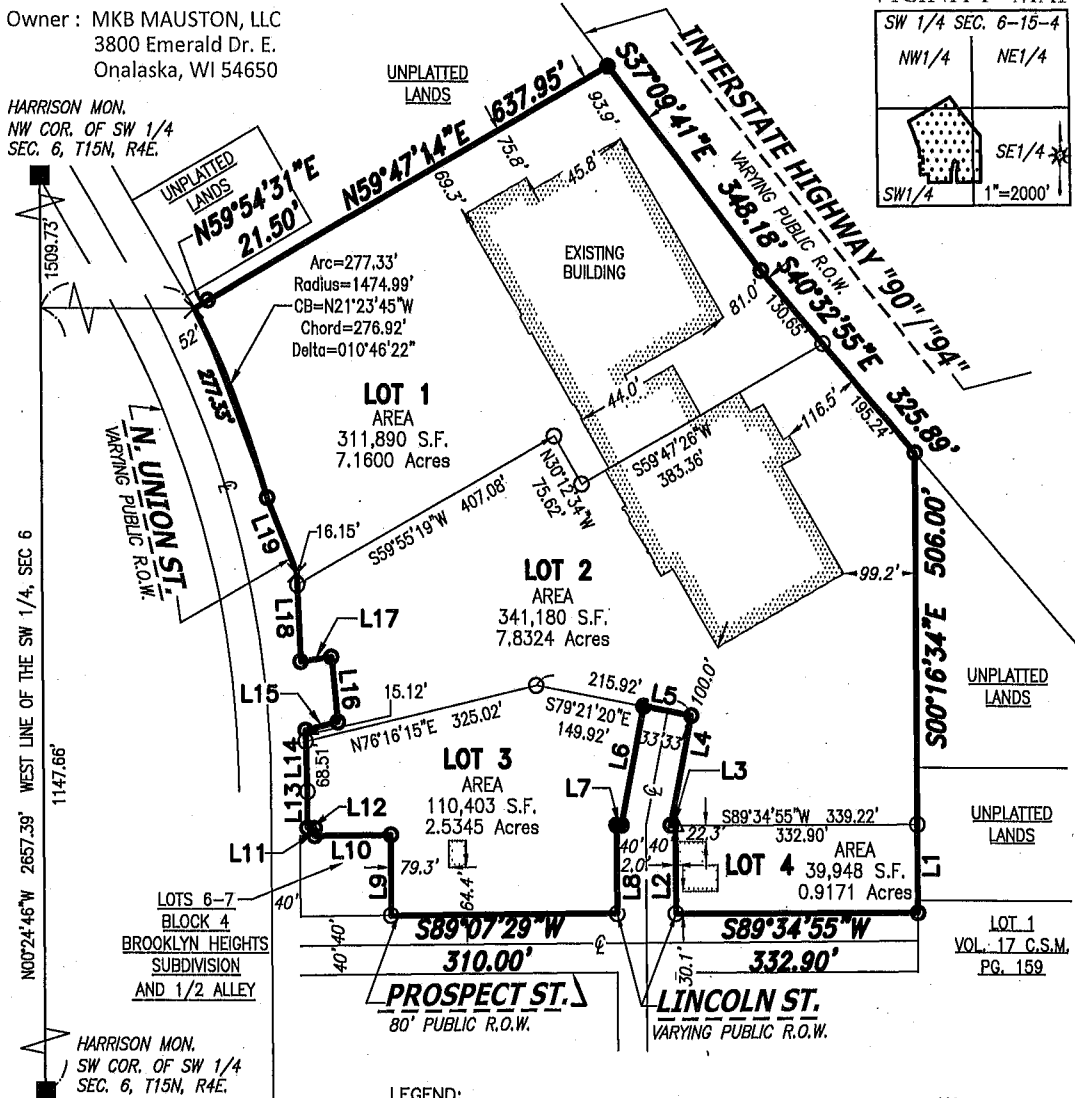 Owner : MKB MAUSTON, LLC
3800 Emerald Dr. E.
Onalaska, WI 54650
SW 1/4 SEC. 6-15-4
NW1/4
NE1/4
SE1/4
SW1/4
1"=2000'
HARRISON MON.
NW COR. OF SW 1/4
SEC. 6, T15N, R4E.
UNPLATTED
LANDS
UNPLATTED
LANDS
N59°54'31"E
21.50'
N59°47'14"E 637.95'
93.9'
75.8'
69.3'
45.8'
S37°09'41"E 348.18'
INTERSTATE HIGHWAY "90"/"94"
VARYING PUBLIC R.O.W.
S40°32'55"E 325.89'
130.65'
195.24'
81.0'
116.5'
EXISTING
BUILDING
1509.73'
52'
Arc=277.33'
Radius=1474.99'
CB=N21°23'45"W
Chord=276.92'
Delta=010°46'22"
277.33'
LOT 1
AREA
311,890 S.F.
7.1600 Acres
44.0'
S59°47'26"W
383.36'
N30°12'34"W
75.62'
S59°55'19"W 407.08'
16.15'
N. UNION ST.
VARYING PUBLIC R.O.W.
L19
L18
L17
L16
L15
15.12'
LOT 2
AREA
341,180 S.F.
7.8324 Acres
99.2'
100.0'
S00°16'34"E 506.00'
UNPLATTED
LANDS
UNPLATTED
LANDS
N76°16'15"E 325.02'
215.92'
S79°21'20"E
149.92'
L5
L6
33'
33'
L4
L3
L7
L14
68.51
L13
L12
L11
L10
LOT 3
AREA
110,403 S.F.
2.5345 Acres
79.3'
64.4'
L9
S89°34'55"W 339.22'
332.90'
22.3'
40'
40'
2.0'
L8
L2
LOT 4
AREA
39,948 S.F.
0.9171 Acres
L1
LOTS 6-7
BLOCK 4
BROOKLYN HEIGHTS
SUBDIVISION
AND 1/2 ALLEY
40'
40'
40'
S89°07'29"W
310.00'
S89°34'55"W
332.90'
30.1'
LOT 1
VOL. 17 C.S.M.
PG. 159
PROSPECT ST.
80' PUBLIC R.O.W.
LINCOLN ST.
VARYING PUBLIC R.O.W.
N00°24'46"W 2657.39' WEST LINE OF THE SW 1/4, SEC 6
1147.66'
HARRISON MON.
SW COR. OF SW 1/4
SEC. 6, T15N, R4E.
LEGEND: